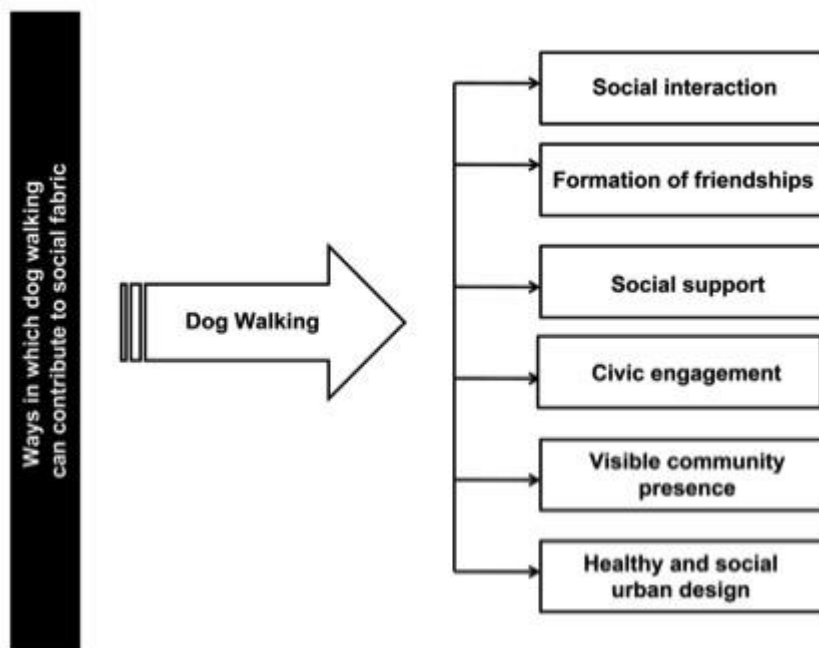 Ways in which dog walking
can contribute to social fabric
Dog Walking
Social interaction
Formation of friendships
Social support
Civic engagement
Visible community
presence
Healthy and social
urban design